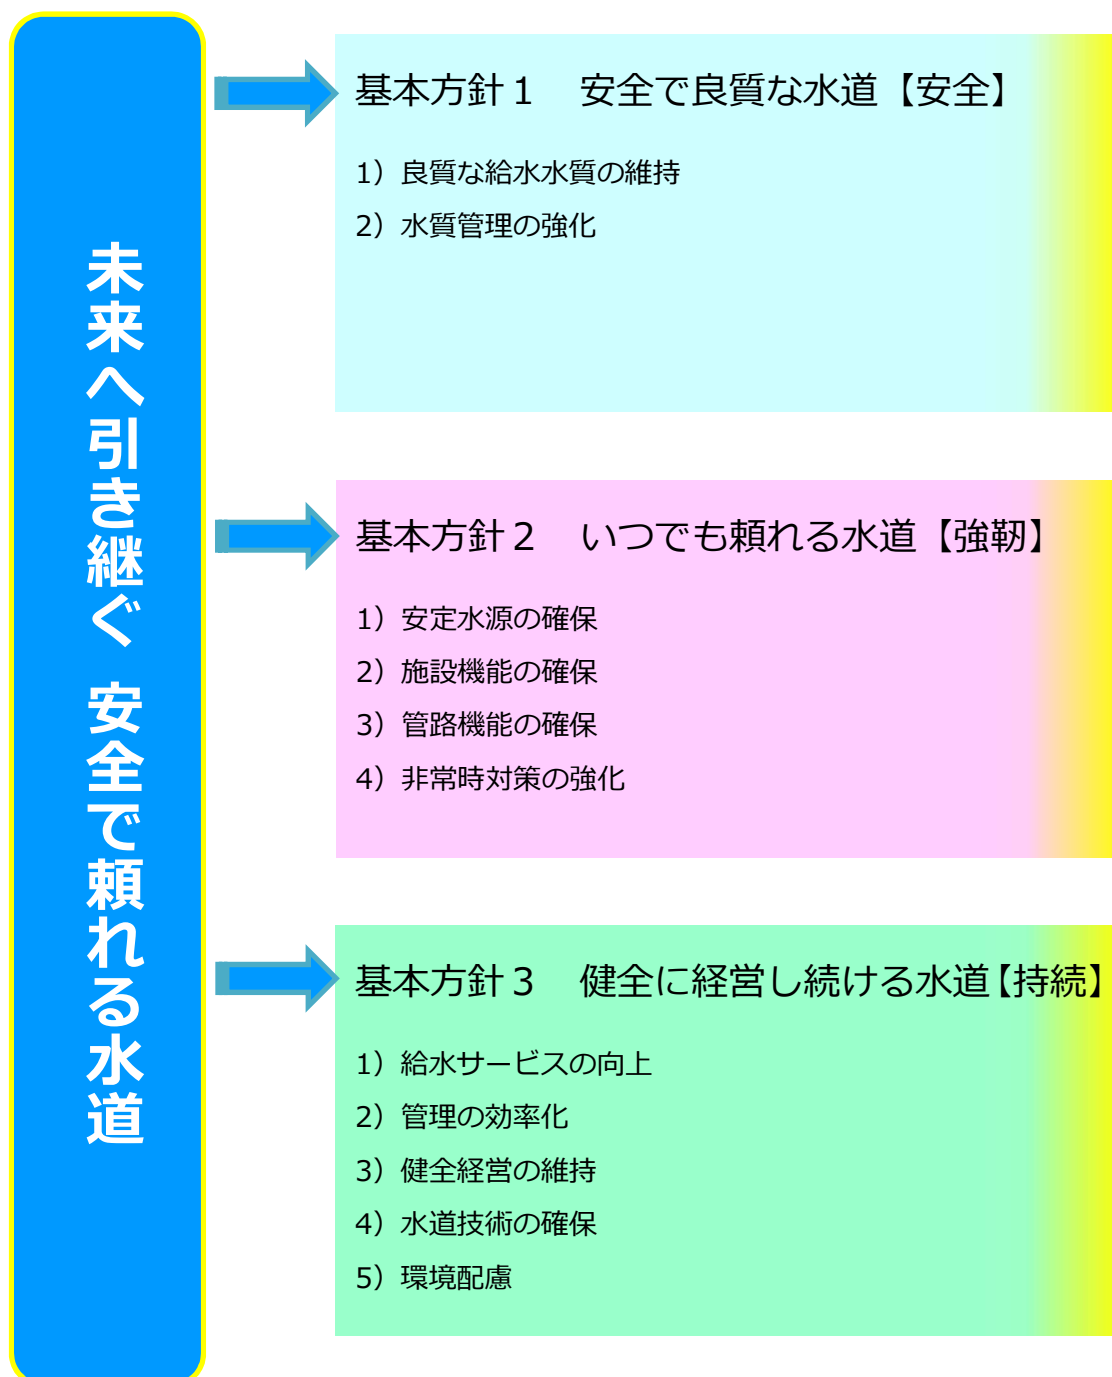 未来へ引き継ぐ 安全で頼れる水道
基本方針１　安全で良質な水道【安全】
1）良質な給水水質の維持
2）水質管理の強化
基本方針２　いつでも頼れる水道【強靭】
1）安定水源の確保
2）施設機能の確保
3）管路機能の確保
4）非常時対策の強化
基本方針３　健全に経営し続ける水道【持続】
1）給水サービスの向上
2）管理の効率化
3）健全経営の維持
4）水道技術の確保
5）環境配慮